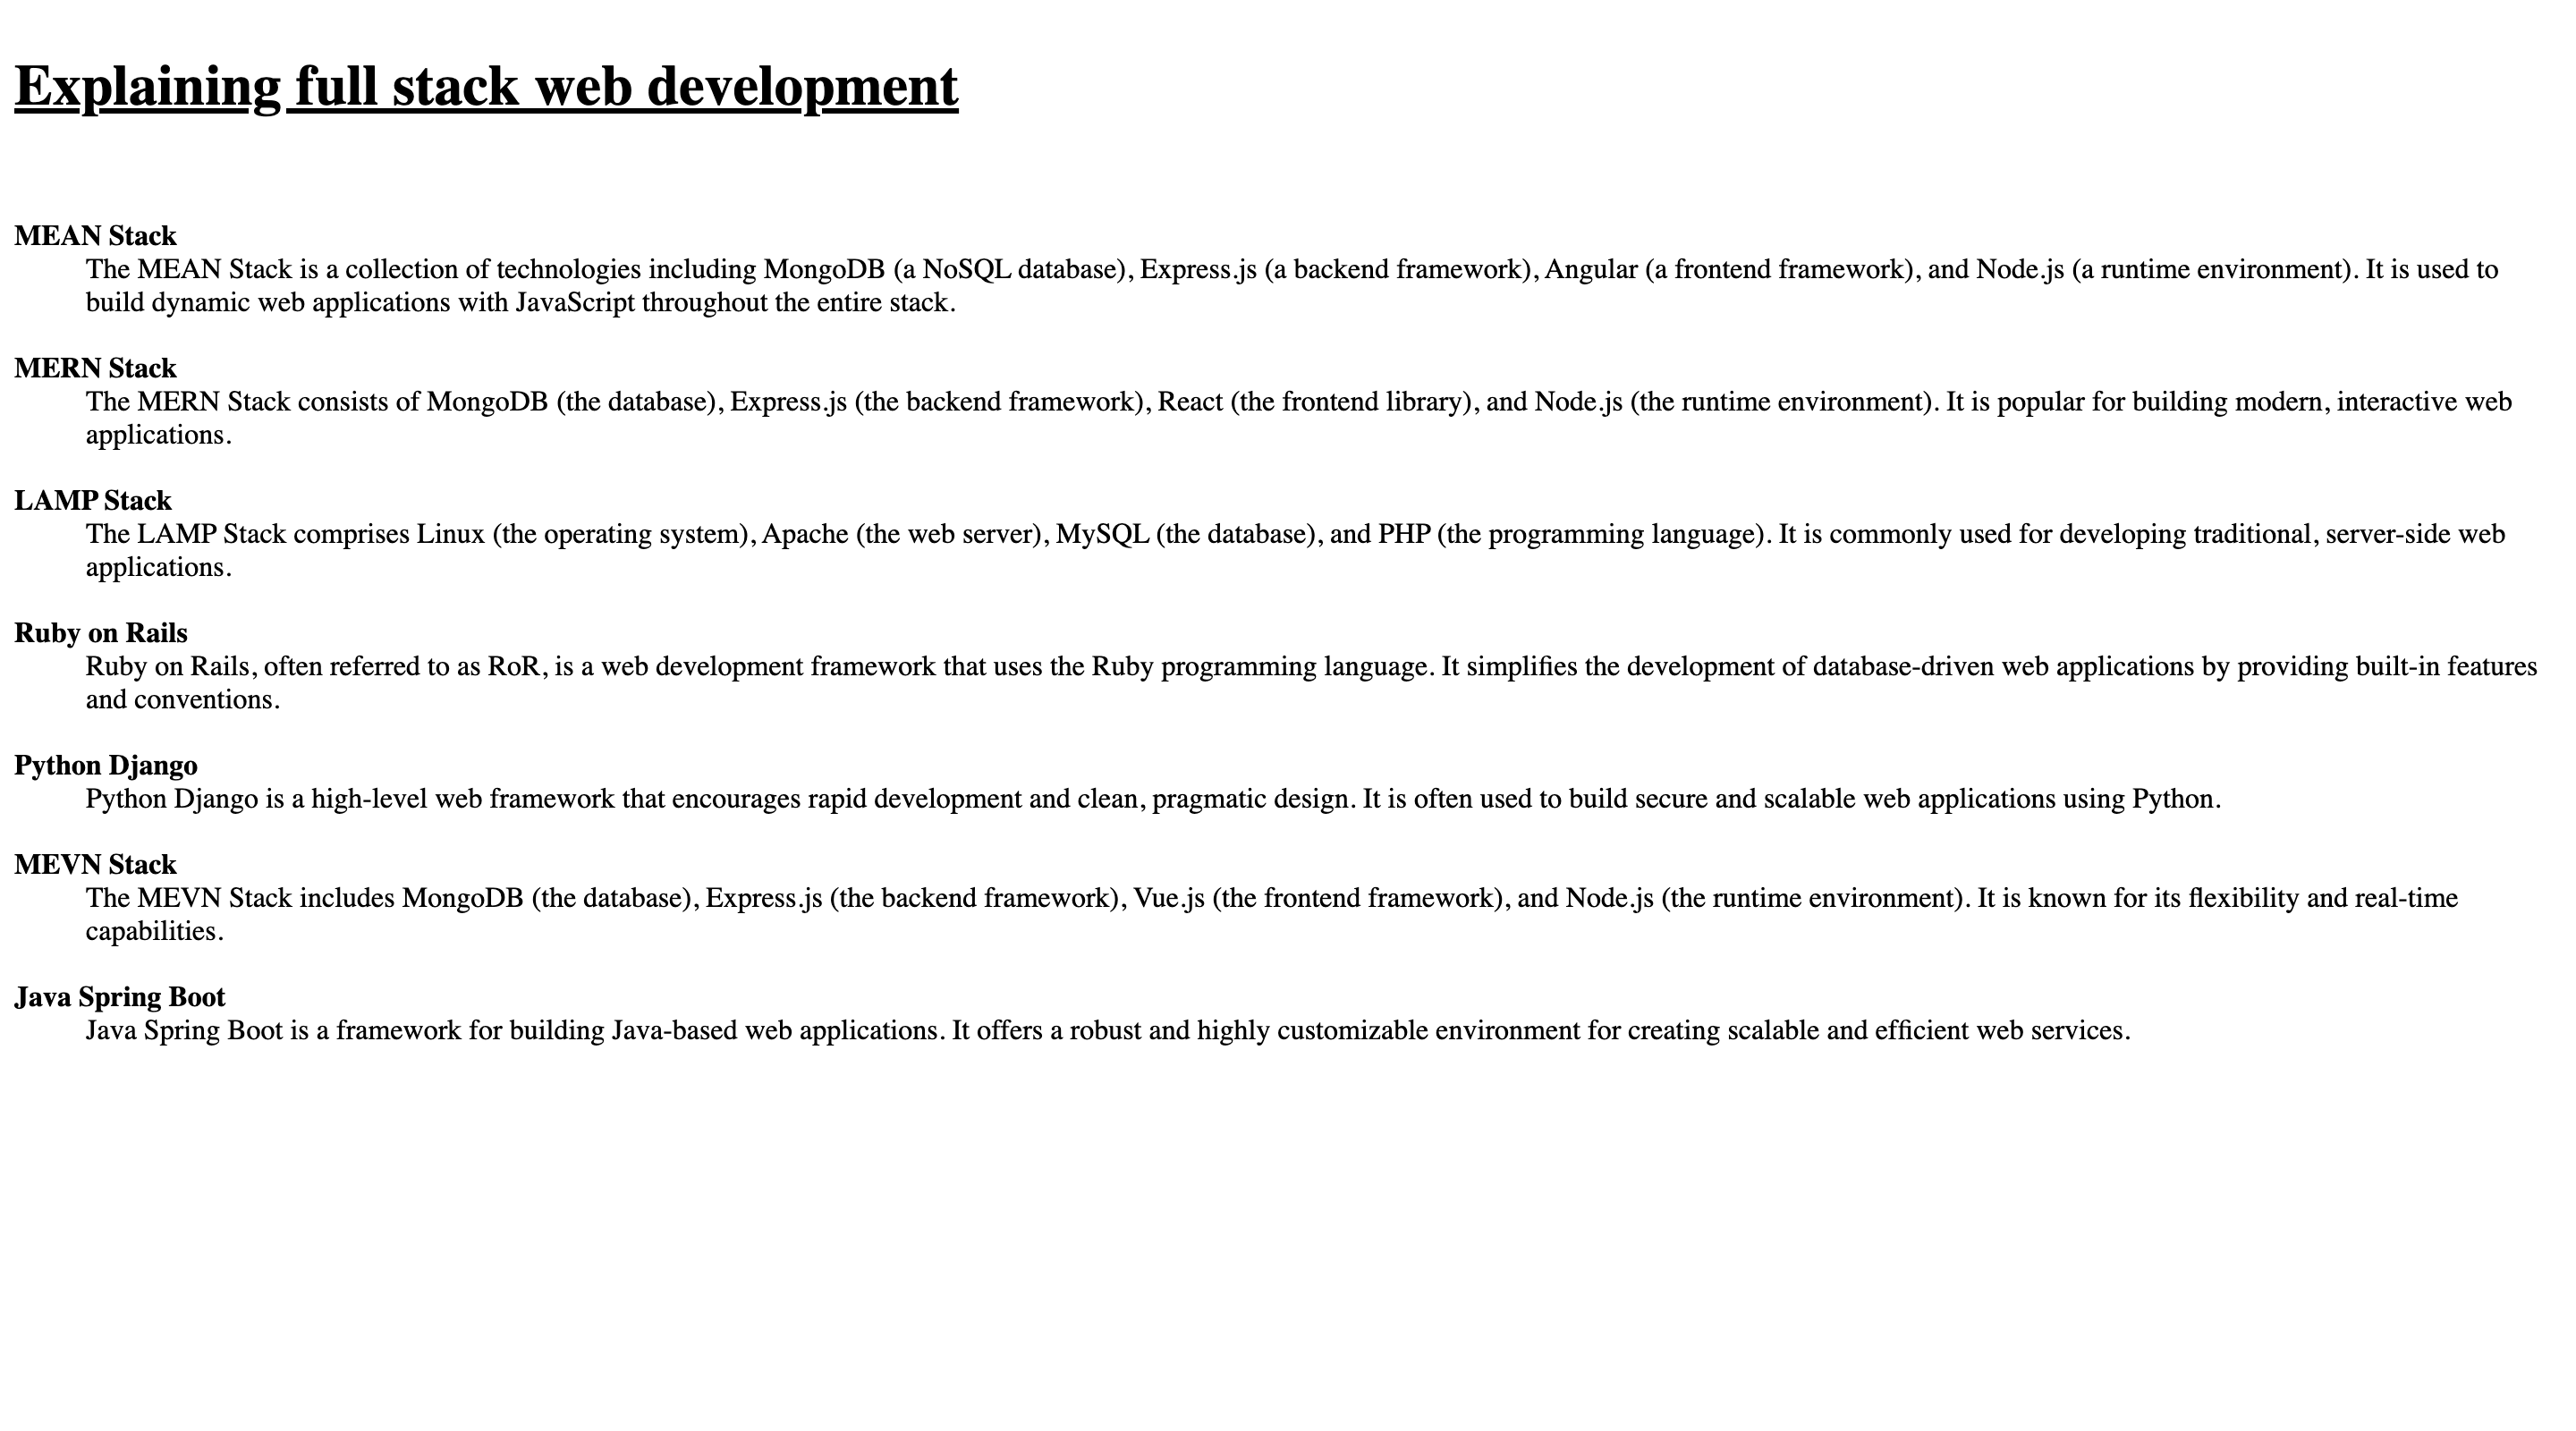 Explaining full stack web development
MEAN Stack
The MEAN Stack is a collection of technologies including MongoDB (a NoSQL database), Express.js (a backend framework), Angular (a frontend framework), and Node.js (a runtime environment). It is used to
build dynamic web applications with JavaScript throughout the entire stack.
MERN Stack
The MERN Stack consists of MongoDB (the database), Express.js (the backend framework), React (the frontend library), and Node.js (the runtime environment). It is popular for building modern, interactive web
applications.
LAMP Stack
The LAMP Stack comprises Linux (the operating system), Apache (the web server), MySQL (the database), and PHP (the programming language). It is commonly used for developing traditional, server-side web
applications.
Ruby on Rails
Ruby on Rails, often referred to as RoR, is a web development framework that uses the Ruby programming language. It simplifies the development of database-driven web applications by providing built-in features
and conventions.
Python Django
Python Django is a high-level web framework that encourages rapid development and clean, pragmatic design. It is often used to build secure and scalable web applications using Python.
MEVN Stack
The MEVN Stack includes MongoDB (the database), Express.js (the backend framework), Vue.js (the frontend framework), and Node.js (the runtime environment). It is known for its flexibility and real-time
capabilities.
Java Spring Boot
Java Spring Boot is a framework for building Java-based web applications. It offers a robust and highly customizable environment for creating scalable and efficient web services.